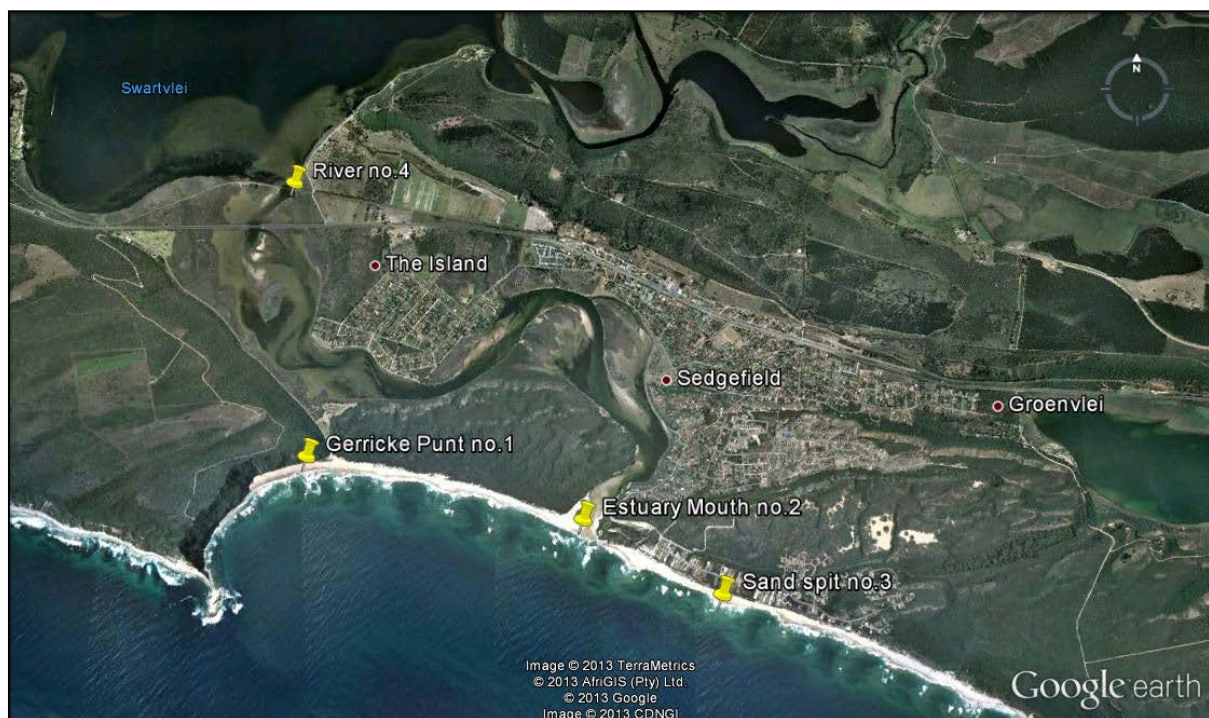 Swartvlei
N
River no.4
The Island
Sedgefield
Groenvlei
Gerricke Punt no.1
Estuary Mouth no.2
Sand spit no.3
Image © 2013 TerraMetrics
© 2013 AfriGIS (Pty) Ltd.
© 2013 Google
Image © 2013 CDNGI
Google earth